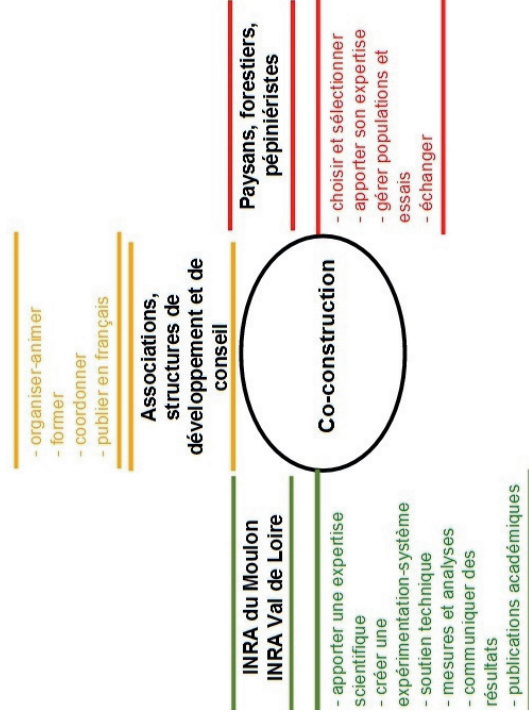 - organiser-animer
- former
- coordonner
- publier en français
Associations,
structures de
développement et de
conseil
INRA du Moulon
INRA Val de Loire
- apporter une expertise
scientifique
- créer une
expérimentation-système
- soutien technique
- mesures et analyses
- communiquer des
résultats
- publications académiques
Co-construction
Paysans, forestiers,
pépiniéristes
- choisir et sélectionner
- apporter son expertise
- gérer populations et
essais
- échanger